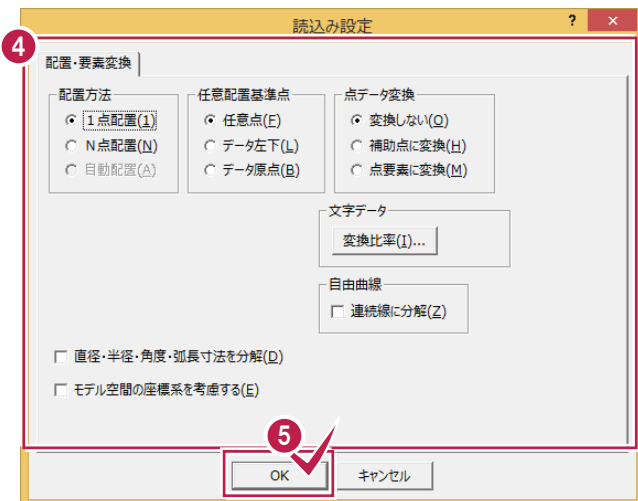 読込み設定
?
×
4
配置・要素変換
配置方法
1点配置(1)
N点配置(N)
自動配置(A)
任意配置基準点
任意点(F)
データ左下(L)
データ原点(B)
点データ変換
変換しない(O)
補助点に変換(H)
点要素に変換(M)
文字データ
変換比率(I)...
自由曲線
連続線に分解(Z)
直径・半径・角度・弧長寸法を分解(D)
モデル空間の座標系を考慮する(E)
5
OK
キャンセル